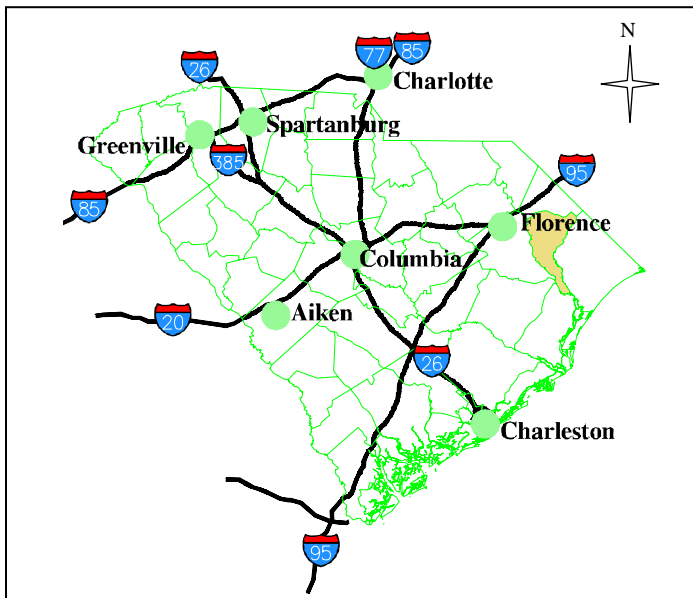 N
77
85
26
Charlotte
Spartanburg
Greenville
385
95
85
Florence
Columbia
20
Aiken
26
Charleston
95